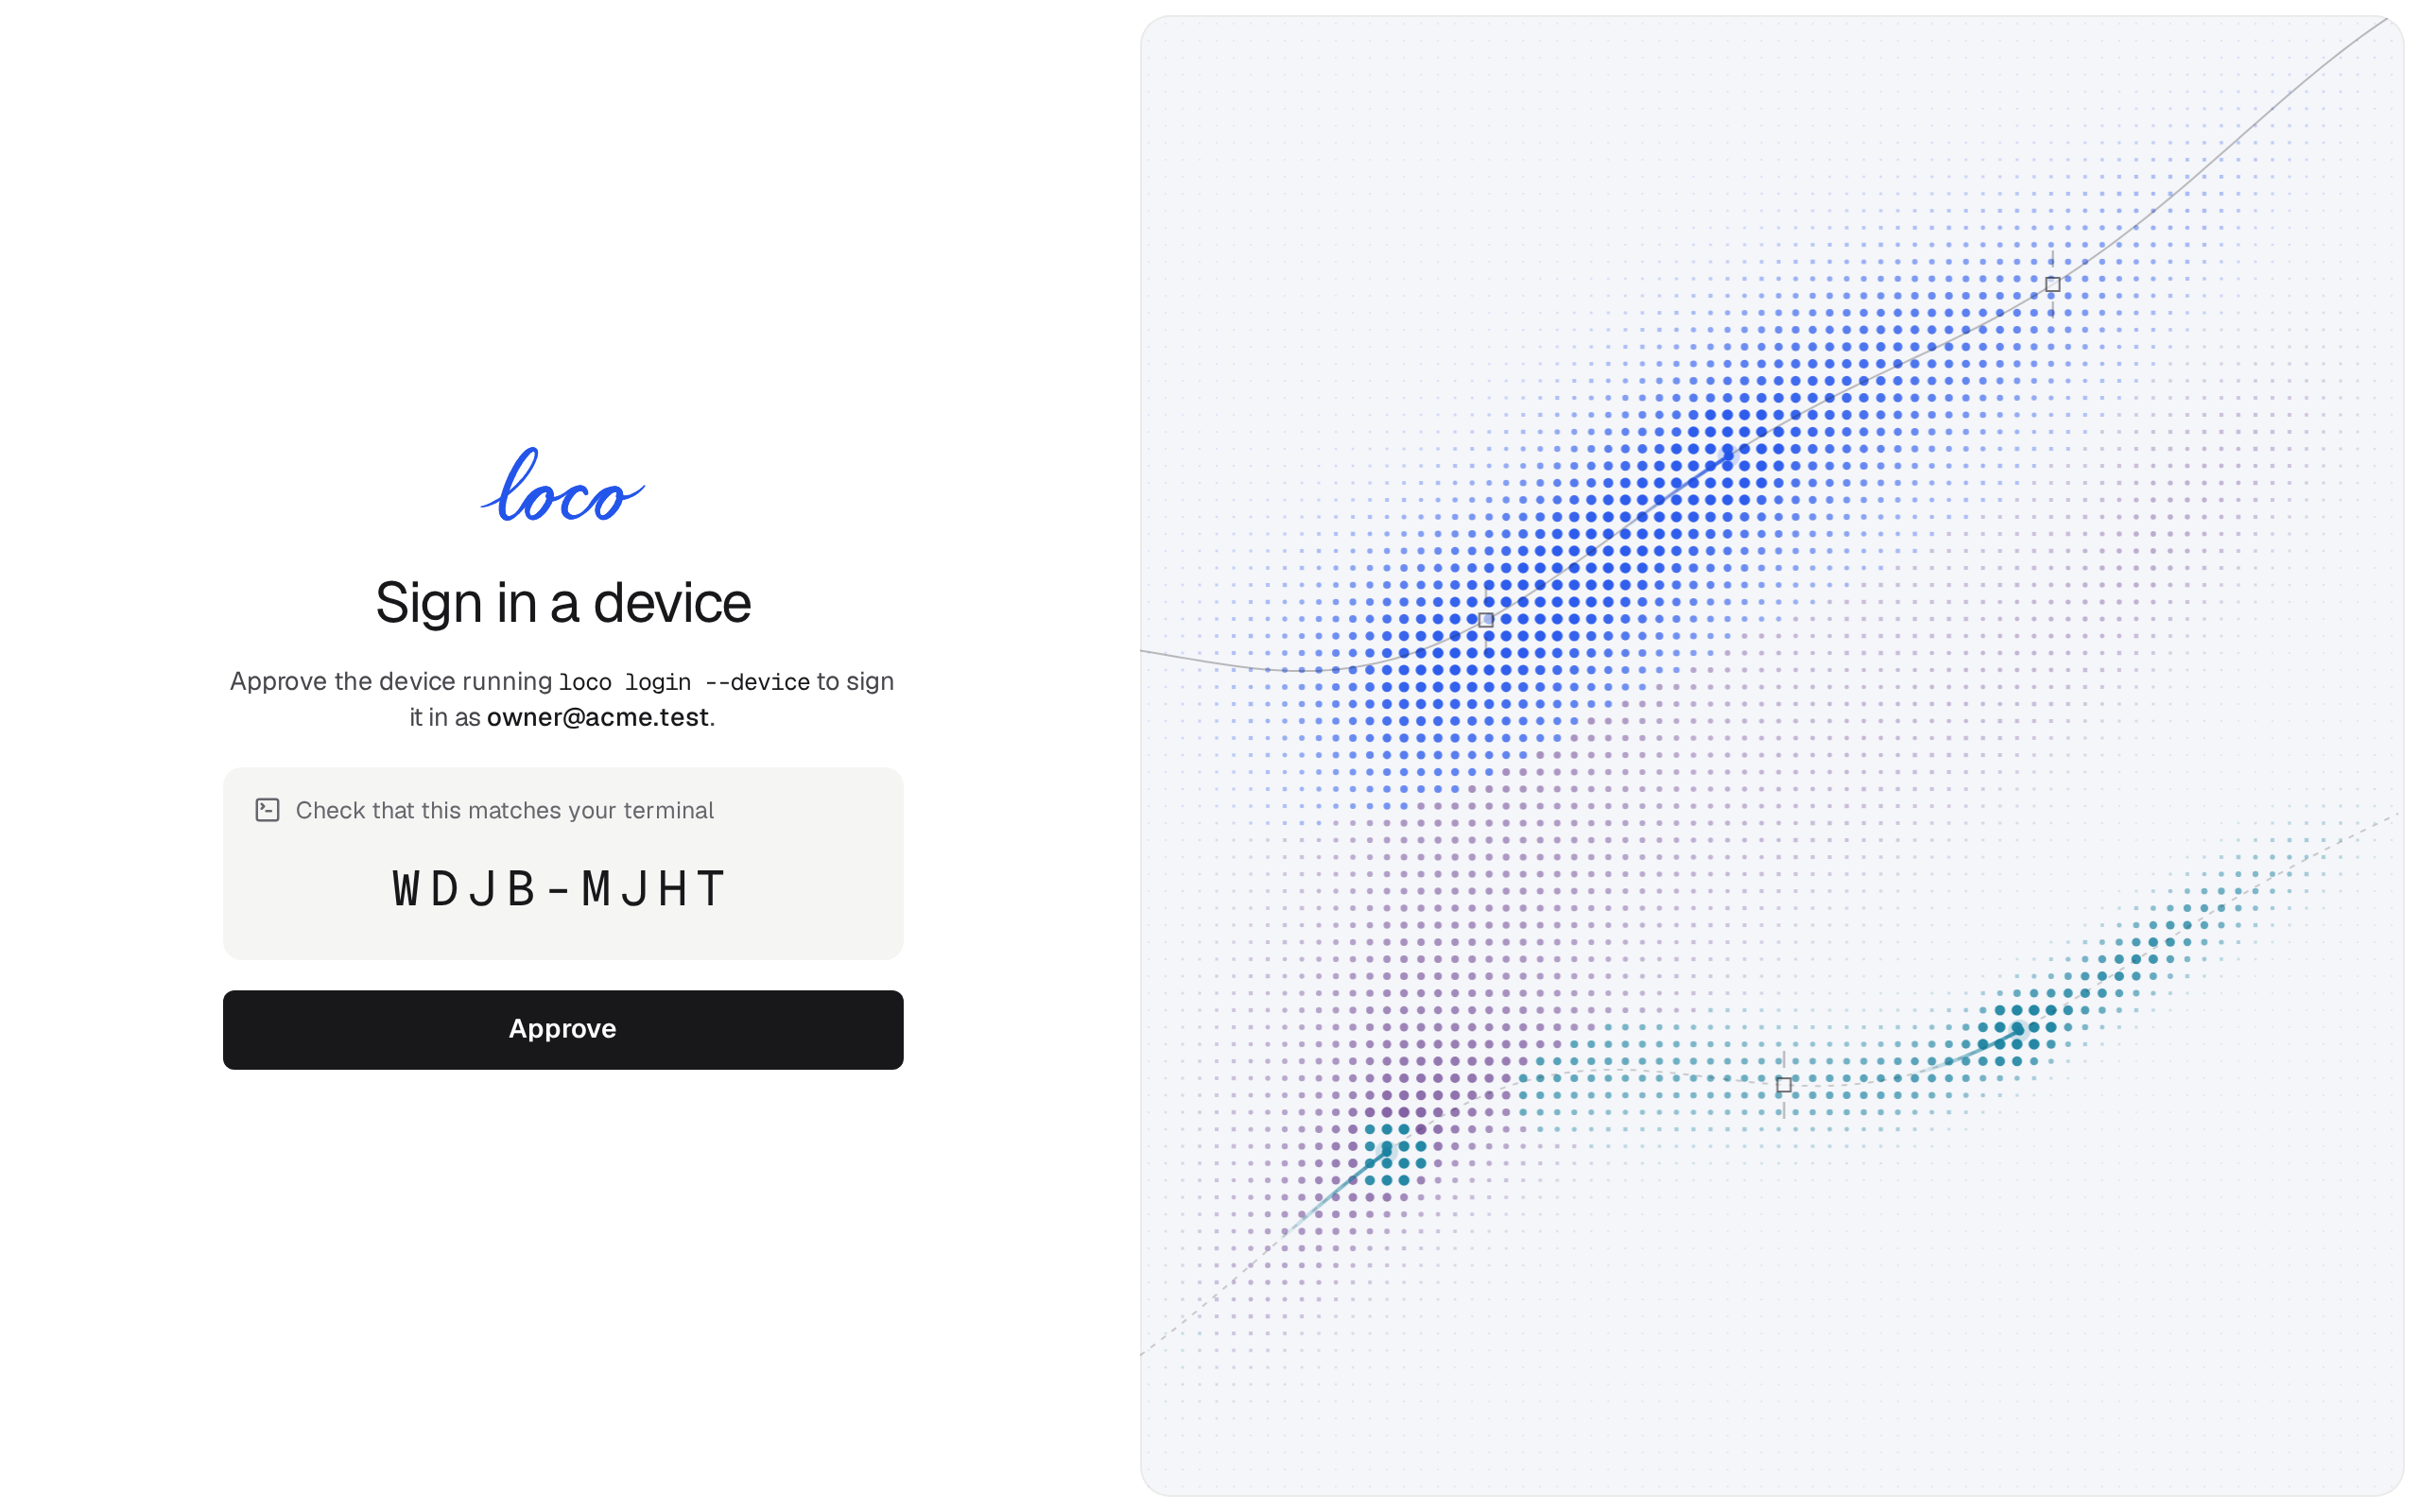 loco
Sign in a device
Approve the device running loco login --device to sign
it in as owner@acme.test.
Check that this matches your terminal
WDJB-MJHT
Approve